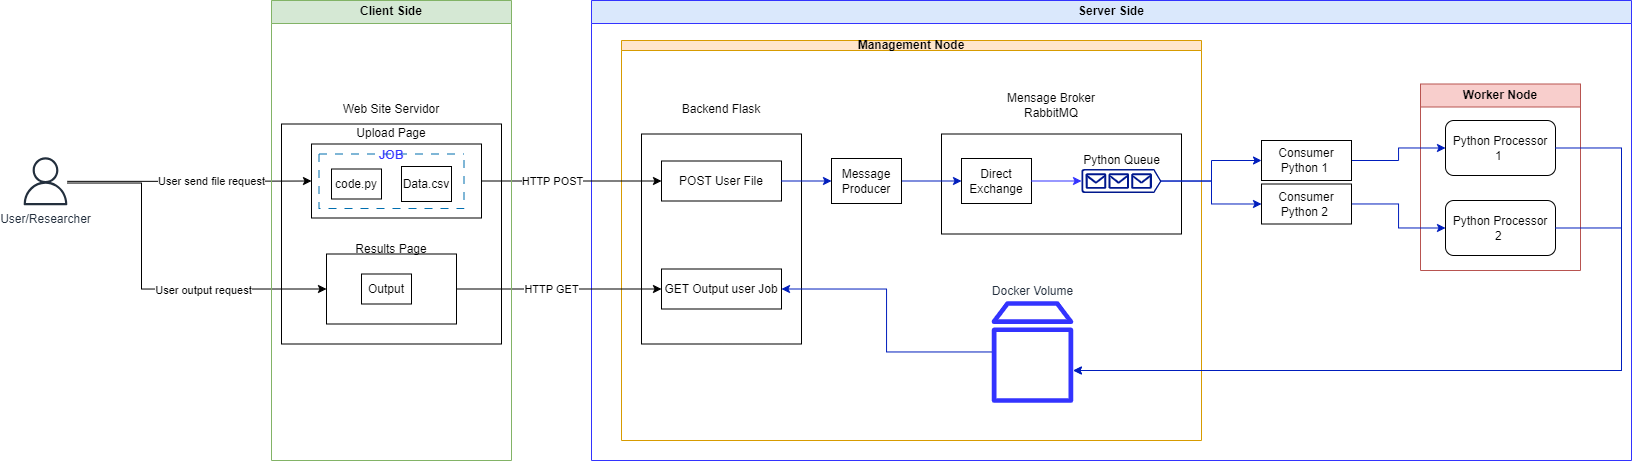 Client Side
Server Side
Management Node
Worker Node
Web Site Servidor
Upload Page
JOB
code.py
Data.csv
User/Researcher
User send file request
User output request
Results Page
Output
HTTP POST
HTTP GET
Backend Flask
POST User File
GET Output user Job
Message
Producer
Mensage Broker
RabbitMQ
Direct
Exchange
Python Queue
Docker Volume
Consumer
Python 1
Consumer
Python 2
Python Processor
1
Python Processor
2